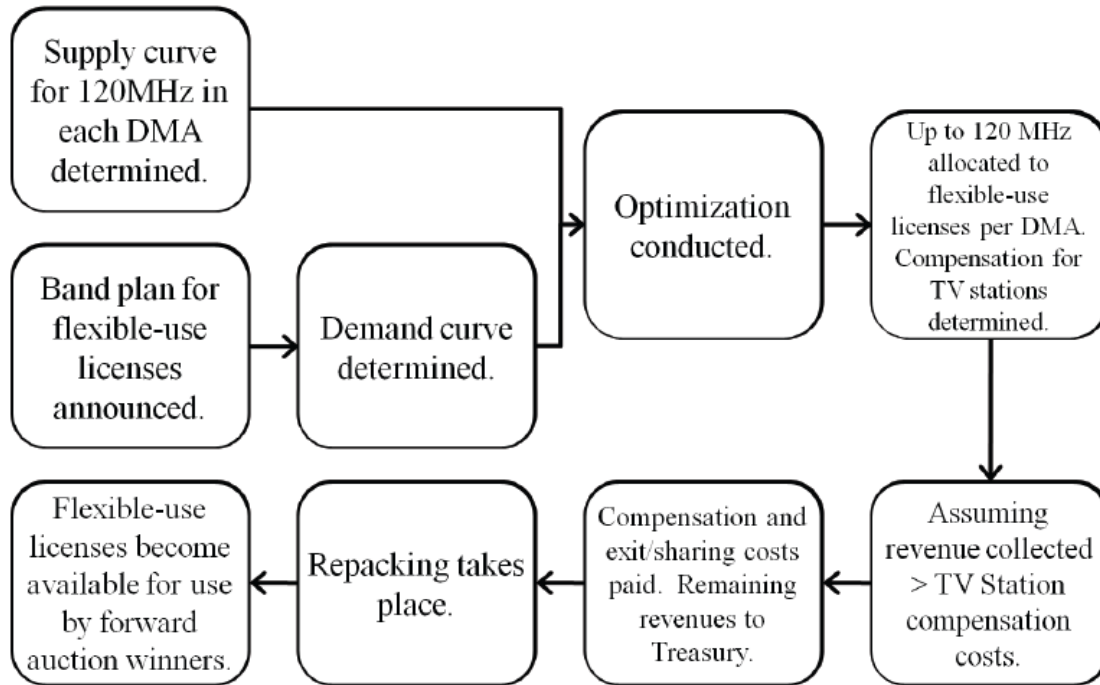 Supply curve
for 120MHz in
each DMA
determined.
Band plan for
flexible-use
licenses
announced.
Demand curve
determined.
Optimization
conducted.
Up to 120 MHz
allocated to
flexible-use
licenses per DMA.
Compensation for
TV stations
determined.
Assuming
revenue collected
> TV Station
compensation
costs.
Compensation and
exit/sharing costs
paid.  Remaining
revenues to
Treasury.
Repacking takes
place.
Flexible-use
licenses become
available for use
by forward
auction winners.